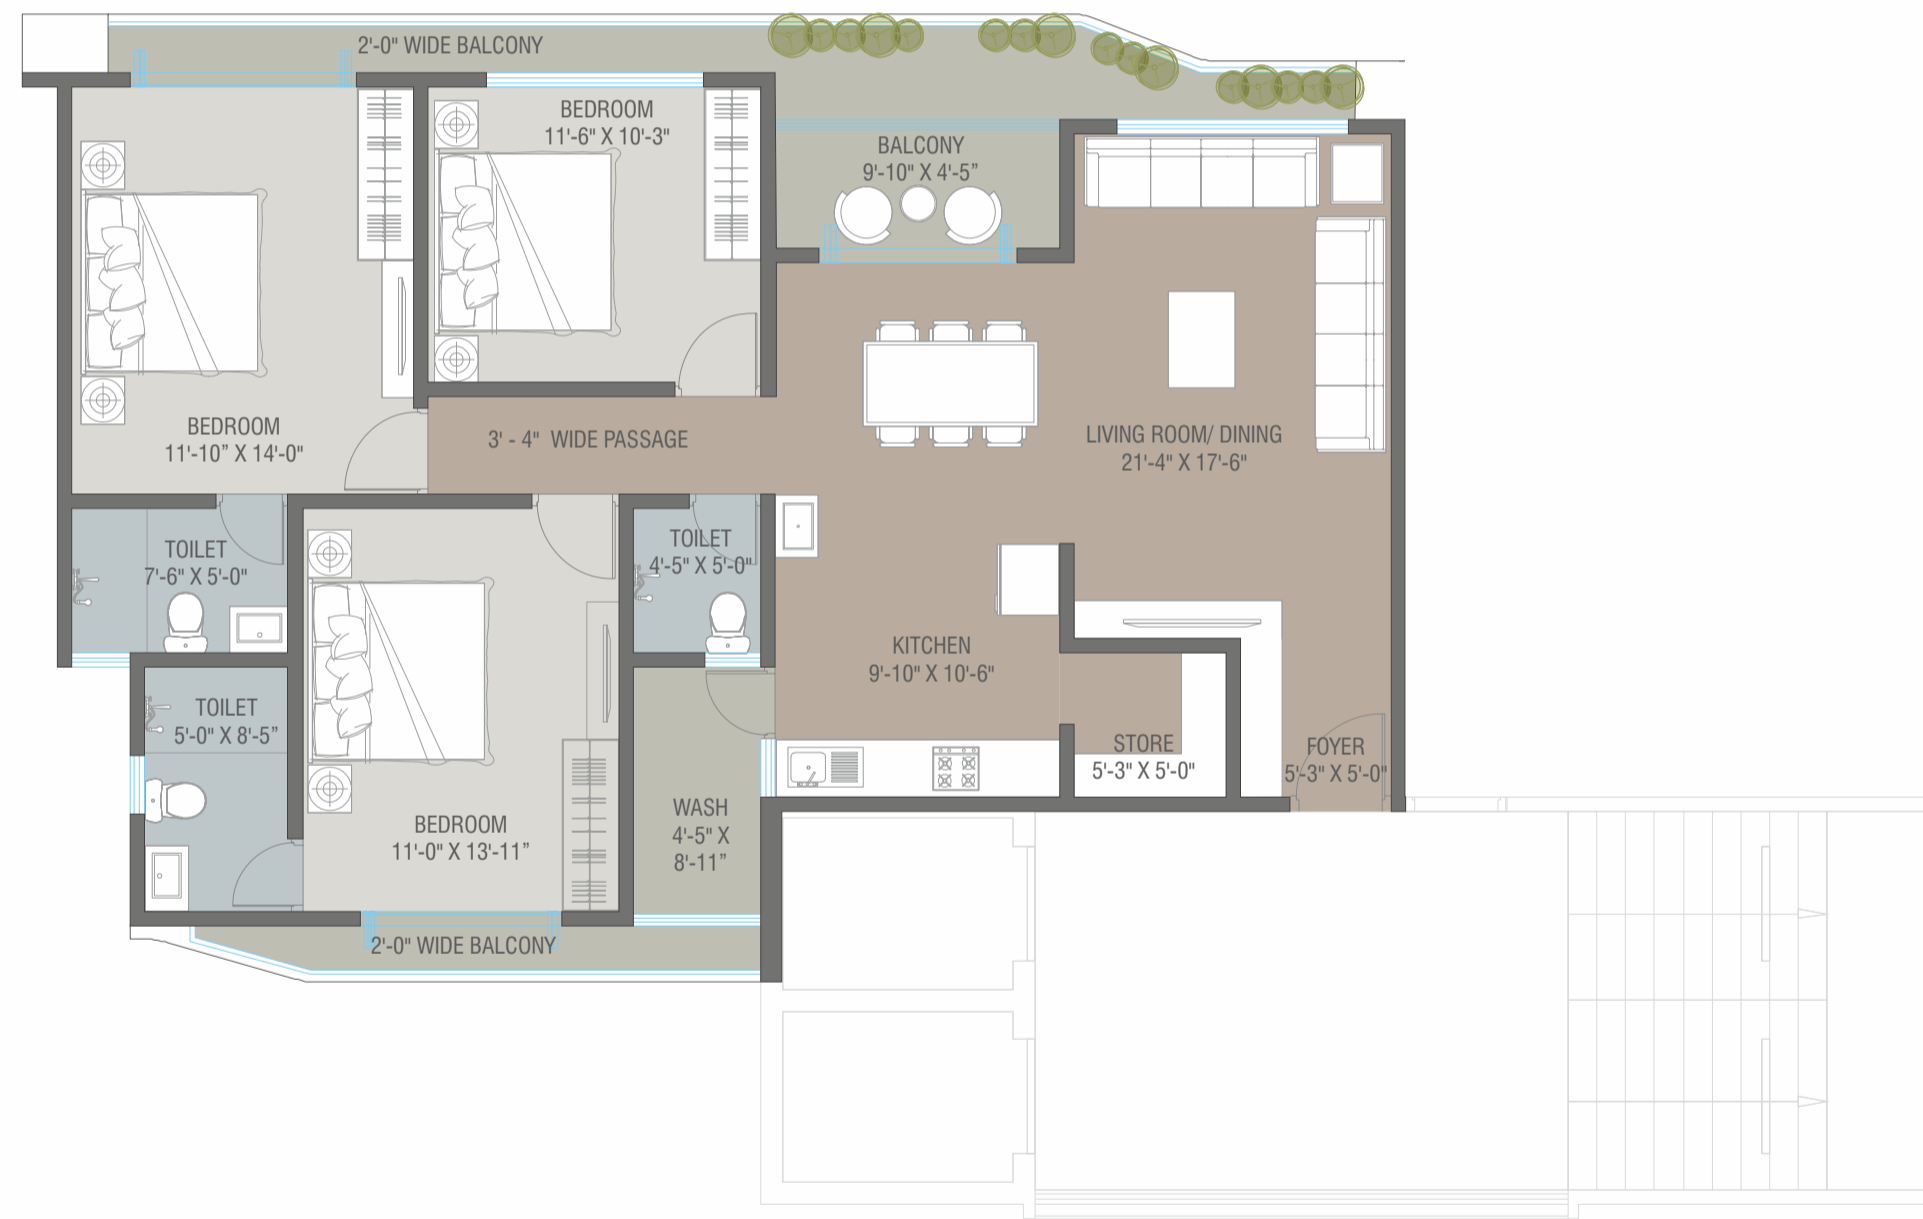 2'-0" WIDE BALCONY
BEDROOM
11'-6" X 10'-3"
BALCONY
9'-10" X 4'-5”
BEDROOM
11'-10” X 14'-0"
3' - 4" WIDE PASSAGE
LIVING ROOM/ DINING
21'-4" X 17'-6"
TOILET
7'-6" X 5'-0"
TOILET
4'-5" X 5'-0"
KITCHEN
9'-10" X 10'-6"
TOILET
5'-0" X 8'-5”
STORE
5'-3" X 5'-0"
FOYER
5'-3" X 5'-0"
WASH
4'-5" X
8'-11”
BEDROOM
11'-0" X 13'-11”
2'-0" WIDE BALCONY